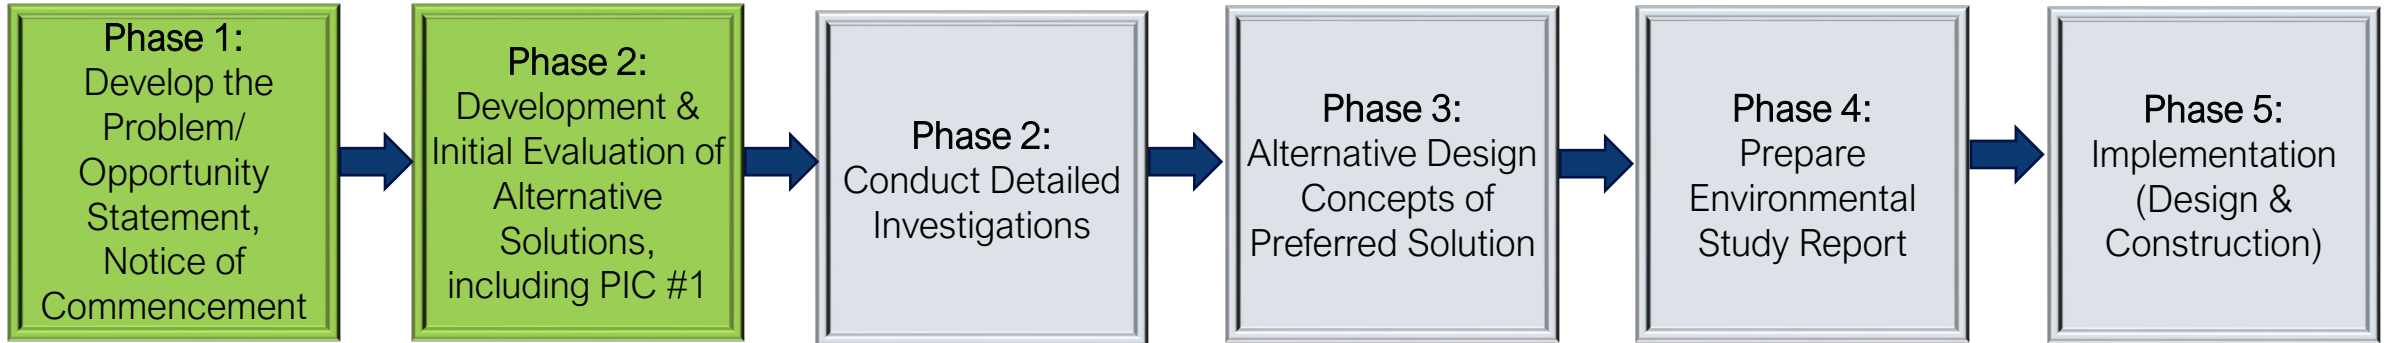 Phase 1:
Develop the
Problem/
Opportunity
Statement,
Notice of
Commencement
Phase 2:
Development &
Initial Evaluation of
Alternative
Solutions,
including PIC #1
Phase 2:
Conduct Detailed
Investigations
Phase 3:
Alternative Design
Concepts of
Preferred Solution
Phase 4:
Prepare
Environmental
Study Report
Phase 5:
Implementation
(Design &
Construction)